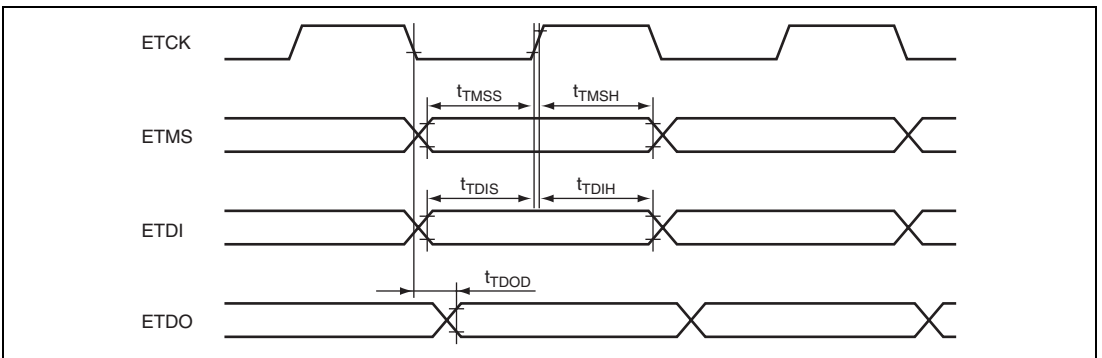 ETCK
tTMSS tTMSH
ETMS
tTDIS tTDIH
ETDI
tTDOD
ETDO